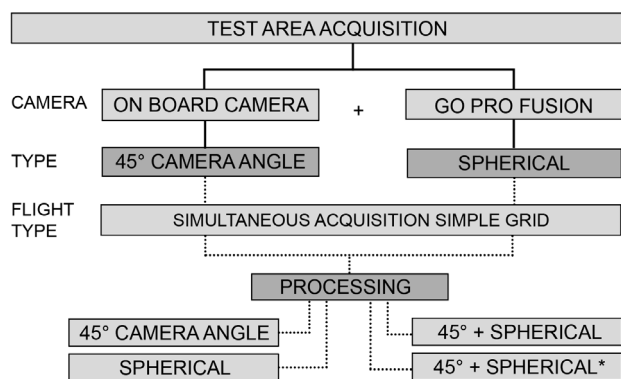 TEST AREA ACQUISITION
CAMERA
ON BOARD CAMERA
+
GO PRO FUSION
TYPE
45° CAMERA ANGLE
SPHERICAL
FLIGHT
TYPE
SIMULTANEOUS ACQUISITION SIMPLE GRID
PROCESSING
45° CAMERA ANGLE
45° + SPHERICAL
SPHERICAL
45° + SPHERICAL*